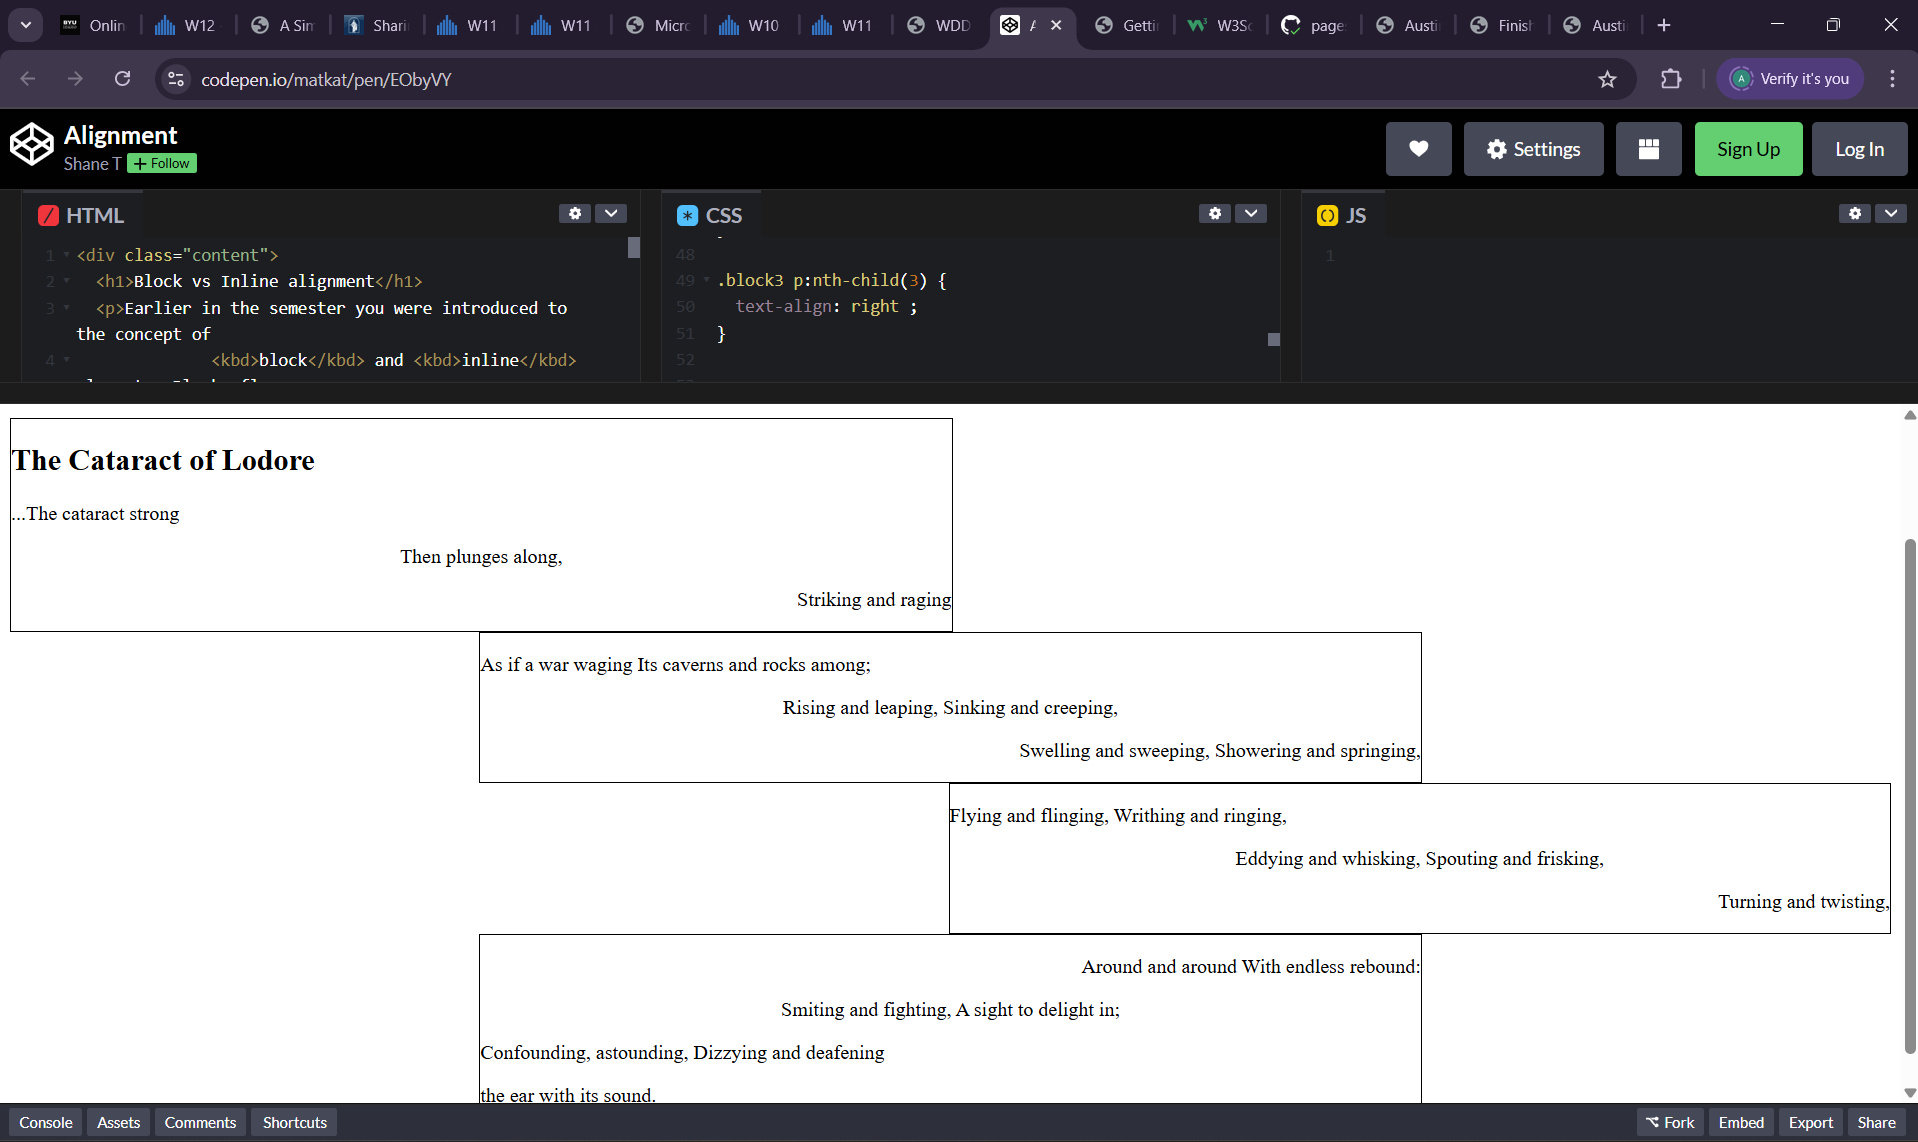 Onlin
W12
A Sim
Shari
W11
W11
Micro
W10
W11
WDD
Getti
W3Sc
page
Austi
Finish
Austi
codepen.io/matkat/pen/EObyVY
Verify it's you
Alignment
Shane T + Follow
Settings
Sign Up
Log In
HTML
1 <div class="content">
2 <h1>Block vs Inline alignment</h1>
3 <p>Earlier in the semester you were introduced to
the concept of
4 <kbd>block</kbd> and <kbd>inline</kbd>
CSS
48
49 .block3 p:nth-child(3) {
50 text-align: right ;
51 }
52
JS
1
The Cataract of Lodore
...The cataract strong
Then plunges along,
Striking and raging
As if a war waging Its caverns and rocks among;
Rising and leaping, Sinking and creeping,
Swelling and sweeping, Showering and springing,
Flying and flinging, Writhing and ringing,
Eddying and whisking, Spouting and frisking,
Turning and twisting,
Around and around With endless rebound:
Smiting and fighting, A sight to delight in;
Confounding, astounding, Dizzying and deafening
the ear with its sound.
Console
Assets
Comments
Shortcuts
Fork
Embed
Export
Share